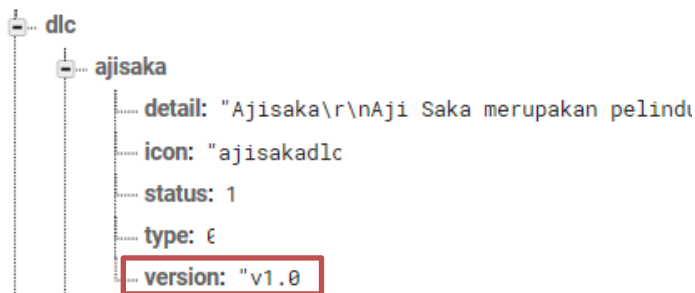 dlc
ajisaka
detail: "Ajisaka\r\nAji Saka merupakan pelindu
icon: "ajisakadlc
status: 1
type:
version: "v1.0